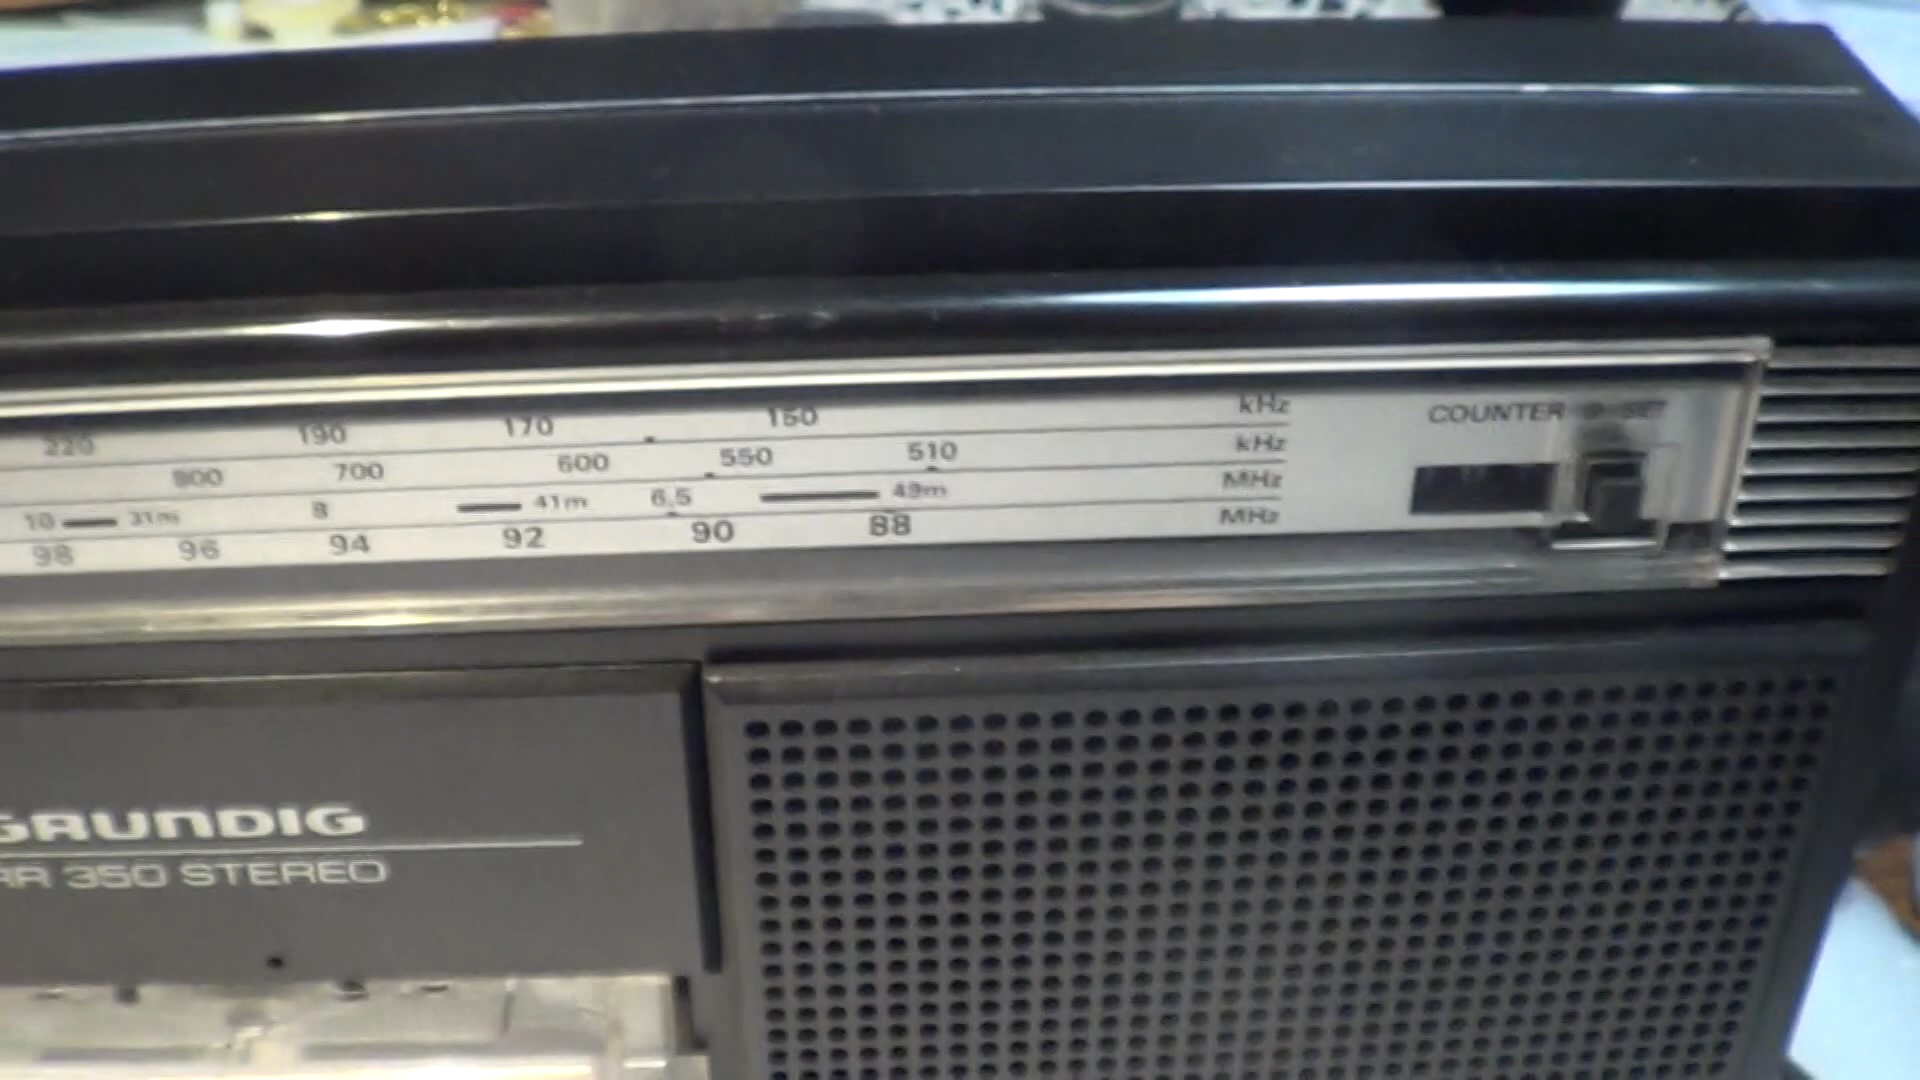 220 190 170 150 kHz
800 700 600 550 510 kHz
10 31m 8 41m 6,5 49m MHz
98 96 94 92 90 88 MHz
COUNTER
GRUNDIG
RR 350 STEREO